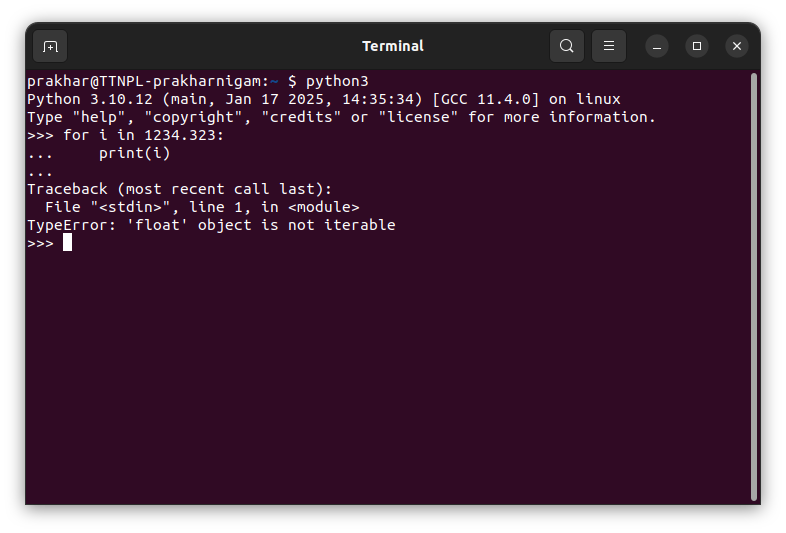 Terminal
prakhar@TTNPL-prakharnigam:~ $ python3
Python 3.10.12 (main, Jan 17 2025, 14:35:34) [GCC 11.4.0] on linux
Type "help", "copyright", "credits" or "license" for more information.
>>> for i in 1234.323:
...     print(i)
...
Traceback (most recent call last):
  File "<stdin>", line 1, in <module>
TypeError: 'float' object is not iterable
>>>